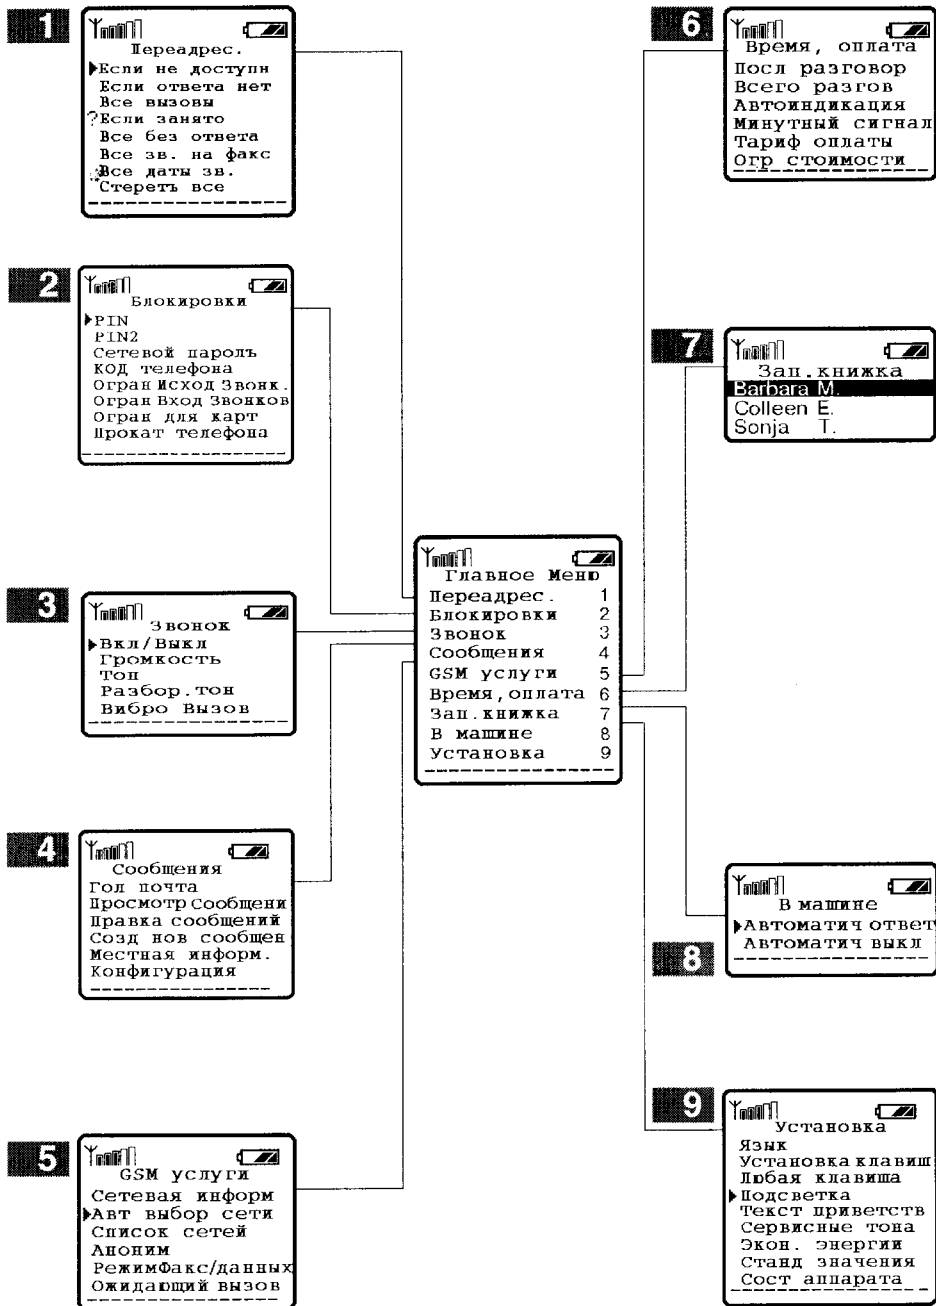 1
Переадрес.
Если не доступн
Если ответа нет
Все вызовы
?Если занято
Все без ответа
Все зв. на факс
Все даты зв.
Стереть все
2
Блокировки
PIN
PIN2
Сетевой пароль
КОД телефона
Огран Исход Звонк.
Огран Вход Звонков
Огран для карт
Прокат телефона
3
Звонок
Вкл/Выкл
Громкость
Тон
Разбор.тон
Вибро Вызов
4
Сообщения
Гол почта
Просмотр Сообщени
Правка сообщений
Созд нов сообщен
Местная информ.
Конфигурация
5
GSM услуги
Сетевая информ
Авт выбор сети
Список сетей
Аноним
РежимФакс/данных
Ожидающий вызов
Главное Меню
Переадрес. 1
Блокировки 2
Звонок 3
Сообщения 4
GSM услуги 5
Время,оплата 6
Зап.книжка 7
В машине 8
Установка 9
6
Время, оплата
Посл разговор
Всего разгов
Автоиндикация
Минутный сигнал
Тариф оплаты
Огр стоимости
7
Зап.книжка
Barbara M.
Colleen E.
Sonja T.
8
В машине
Автоматич ответ
Автоматич выкл
9
Установка
Язык
Установка клавиш
Любая клавиша
Подсветка
Текст приветств
Сервисные тона
Экон. энергии
Станд значения
Сост аппарата